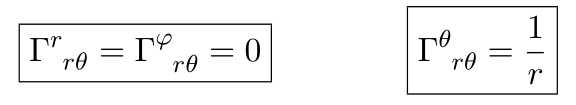 Γ^r_{rθ} = Γ^φ_{rθ} = 0
Γ^θ_{rθ} = 1/r